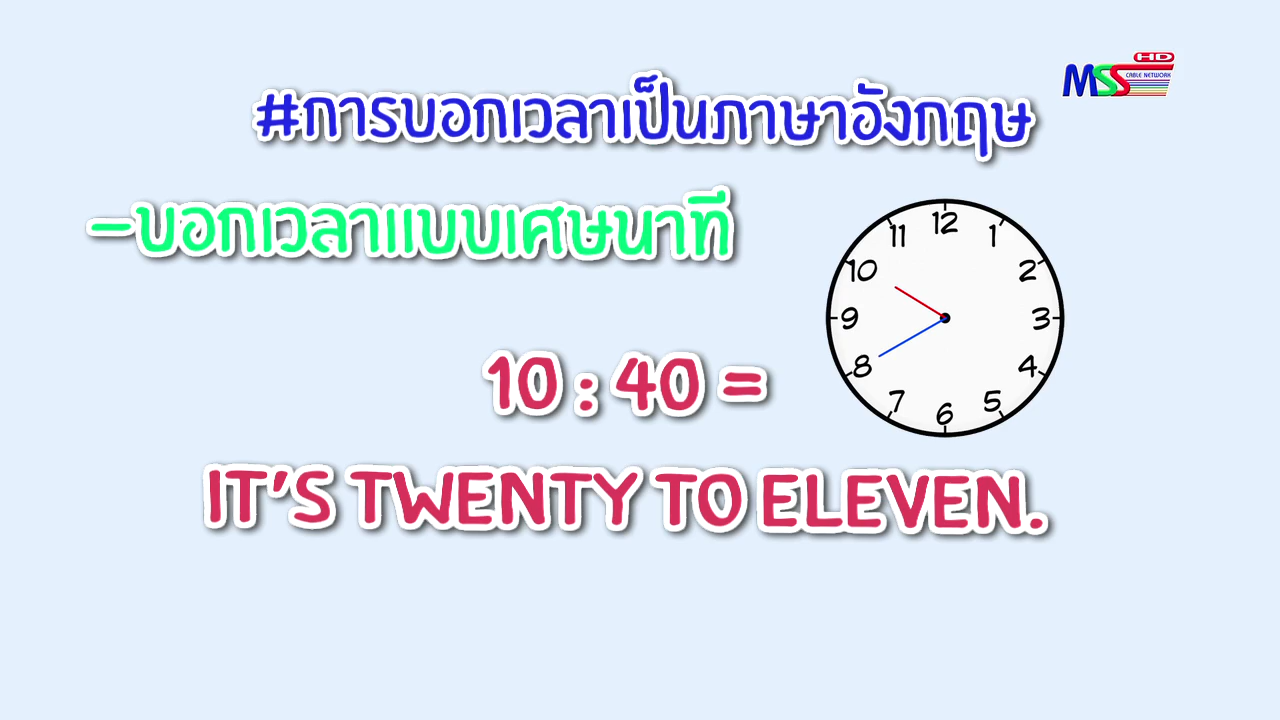 HD
MSS
CABLE NETWORK
#การบอกเวลาเป็นภาษาอังกฤษ
-บอกเวลาแบบเศษนาที
12
11
1
10
2
9
3
8
4
7
5
6
10 : 40 =
IT'S TWENTY TO ELEVEN.